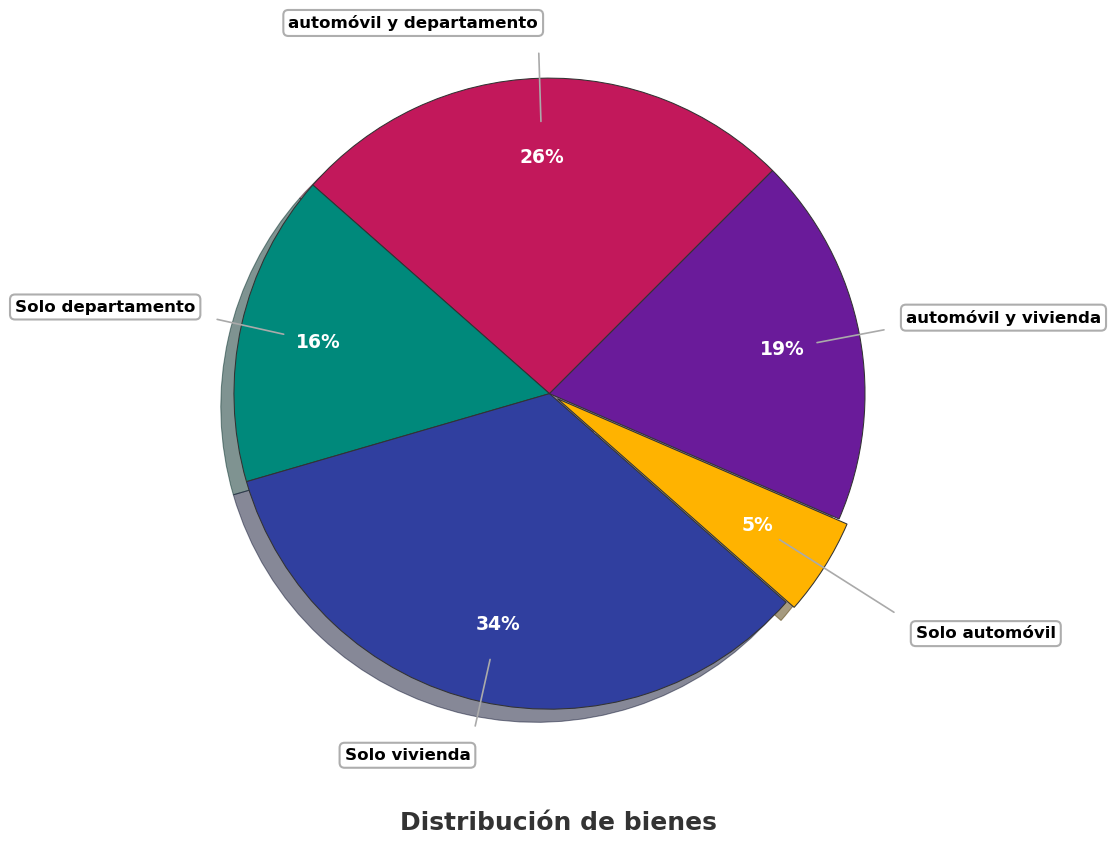 automóvil y departamento
26%
Solo departamento
automóvil y vivienda
16%
19%
5%
34%
Solo automóvil
Solo vivienda
Distribución de bienes